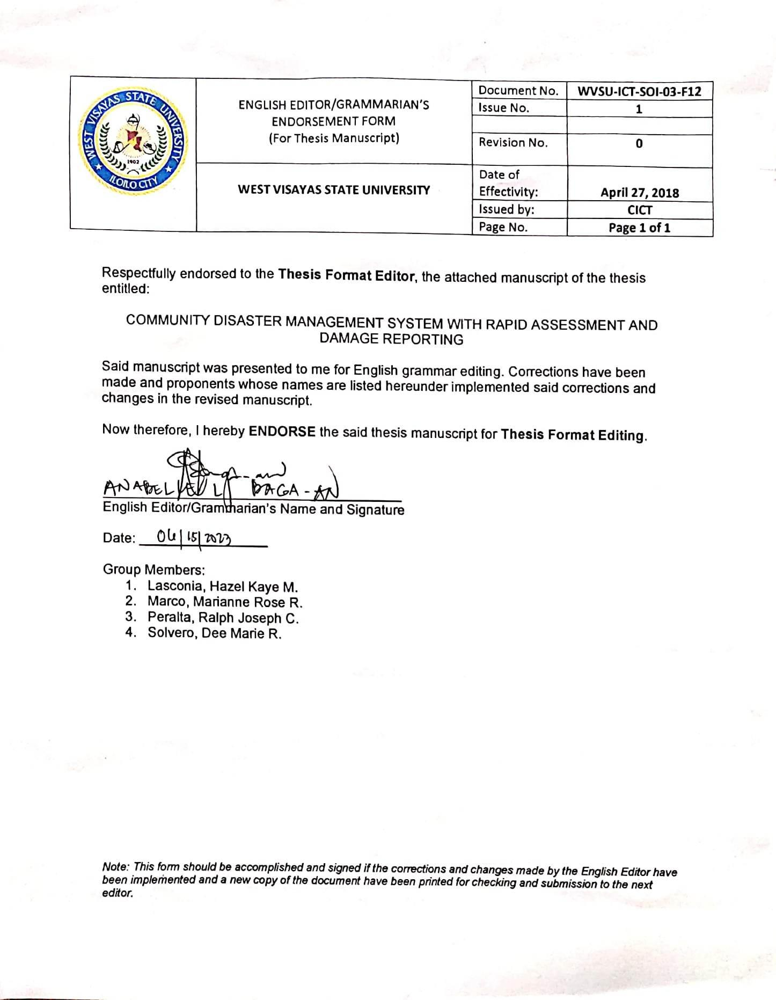 WEST VISAYAS STATE UNIVERSITY
1902
ILOILO CITY
ENGLISH EDITOR/GRAMMARIAN'S
ENDORSEMENT FORM
(For Thesis Manuscript)
WEST VISAYAS STATE UNIVERSITY
Document No. WVSU-ICT-SOI-03-F12
Issue No. 1
Revision No. 0
Date of
Effectivity: April 27, 2018
Issued by: CICT
Page No. Page 1 of 1
Respectfully endorsed to the Thesis Format Editor, the attached manuscript of the thesis
entitled:
COMMUNITY DISASTER MANAGEMENT SYSTEM WITH RAPID ASSESSMENT AND
DAMAGE REPORTING
Said manuscript was presented to me for English grammar editing. Corrections have been
made and proponents whose names are listed hereunder implemented said corrections and
changes in the revised manuscript.
Now therefore, I hereby ENDORSE the said thesis manuscript for Thesis Format Editing.
DAGA-AN
English Editor/Grammarian's Name and Signature
Date: 06/15/2023
Group Members:
1. Lasconia, Hazel Kaye M.
2. Marco, Marianne Rose R.
3. Peralta, Ralph Joseph C.
4. Solvero, Dee Marie R.
Note: This form should be accomplished and signed if the corrections and changes made by the English Editor have
been implemented and a new copy of the document have been printed for checking and submission to the next
editor.